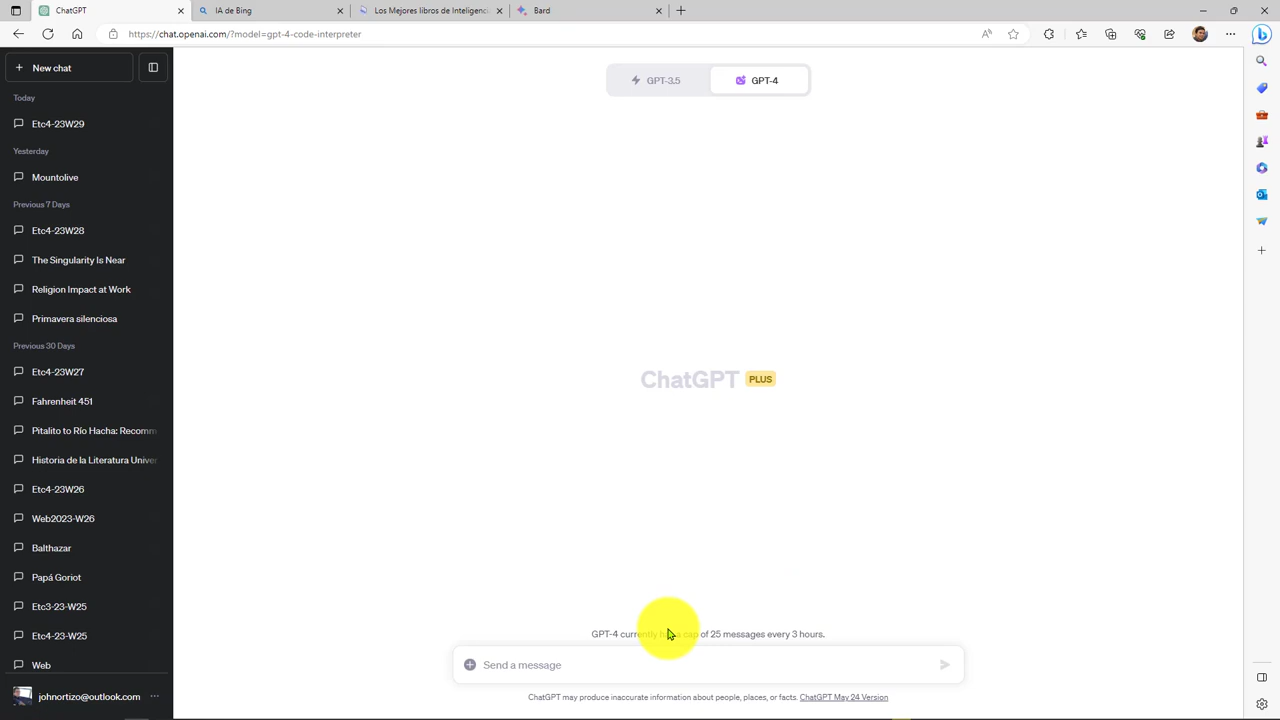 ChatGPT
IA de Bing
Los Mejores libros de Inteligenci
Bard
https://chat.openai.com/?model=gpt-4-code-interpreter
New chat
GPT-3.5
GPT-4
Today
Etc4-23W29
Yesterday
Mountolive
Previous 7 Days
Etc4-23W28
The Singularity Is Near
Religion Impact at Work
Primavera silenciosa
Previous 30 Days
Etc4-23W27
Fahrenheit 451
Pitalito to Río Hacha: Recomm
Historia de la Literatura Univer
Etc4-23W26
Web2023-W26
Balthazar
Papá Goriot
Etc3-23-W25
Etc4-23-W25
Web
johnortizo@outlook.com
ChatGPT PLUS
GPT-4 currently has a cap of 25 messages every 3 hours.
Send a message
ChatGPT may produce inaccurate information about people, places, or facts. ChatGPT May 24 Version